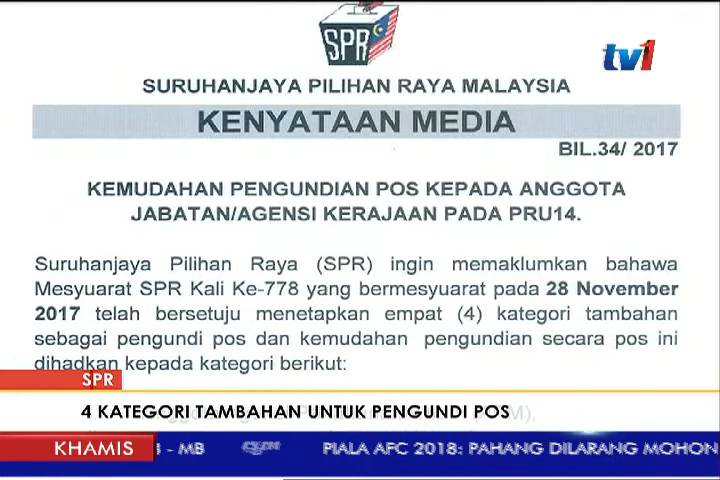 SPR
tv1
SURUHANJAYA PILIHAN RAYA MALAYSIA
KENYATAAN MEDIA
BIL.34/ 2017
KEMUDAHAN PENGUNDIAN POS KEPADA ANGGOTA
JABATAN/AGENSI KERAJAAN PADA PRU14.
Suruhanjaya Pilihan Raya (SPR) ingin memaklumkan bahawa
Mesyuarat SPR Kali Ke-778 yang bermesyuarat pada 28 November
2017 telah bersetuju menetapkan empat (4) kategori tambahan
sebagai pengundi pos dan kemudahan pengundian secara pos ini
dihadkan kepada kategori berikut:
SPR
4 KATEGORI TAMBAHAN UNTUK PENGUNDI POS
KHAMIS
- MB
PIALA AFC 2018: PAHANG DILARANG MOHON